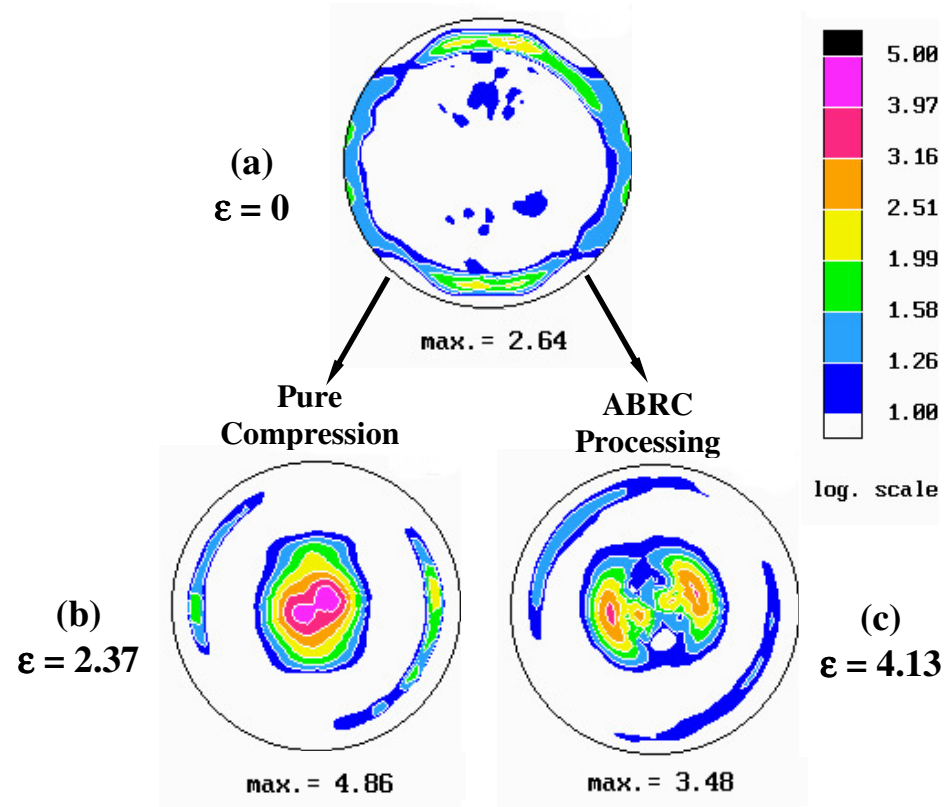 (a)
ε = 0
max.= 2.64
5.00
3.97
3.16
2.51
1.99
1.58
1.26
1.00
log. scale
Pure
Compression
ABRC
Processing
(b)
ε = 2.37
max.= 4.86
(c)
ε = 4.13
max.= 3.48